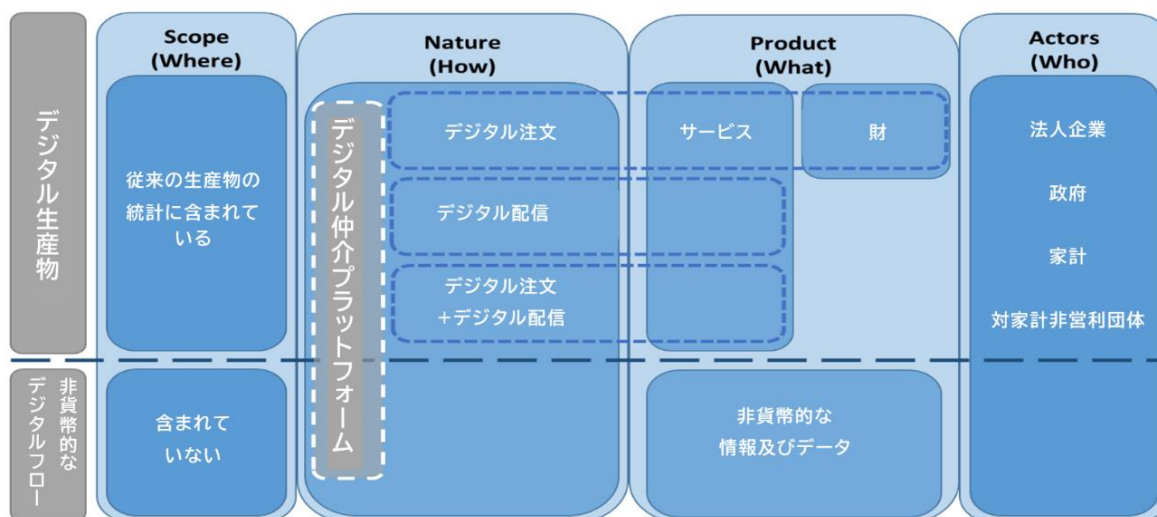 Scope
(Where)
Nature
(How)
Product
(What)
Actors
(Who)
デジタル生産物
従来の生産物の
統計に含まれて
いる
デジタル仲介プラットフォーム
デジタル注文
サービス
財
デジタル配信
デジタル注文
+デジタル配信
法人企業
政府
家計
対家計非営利団体
非貨幣的な
デジタルフロー
含まれて
いない
非貨幣的な
情報及びデータ